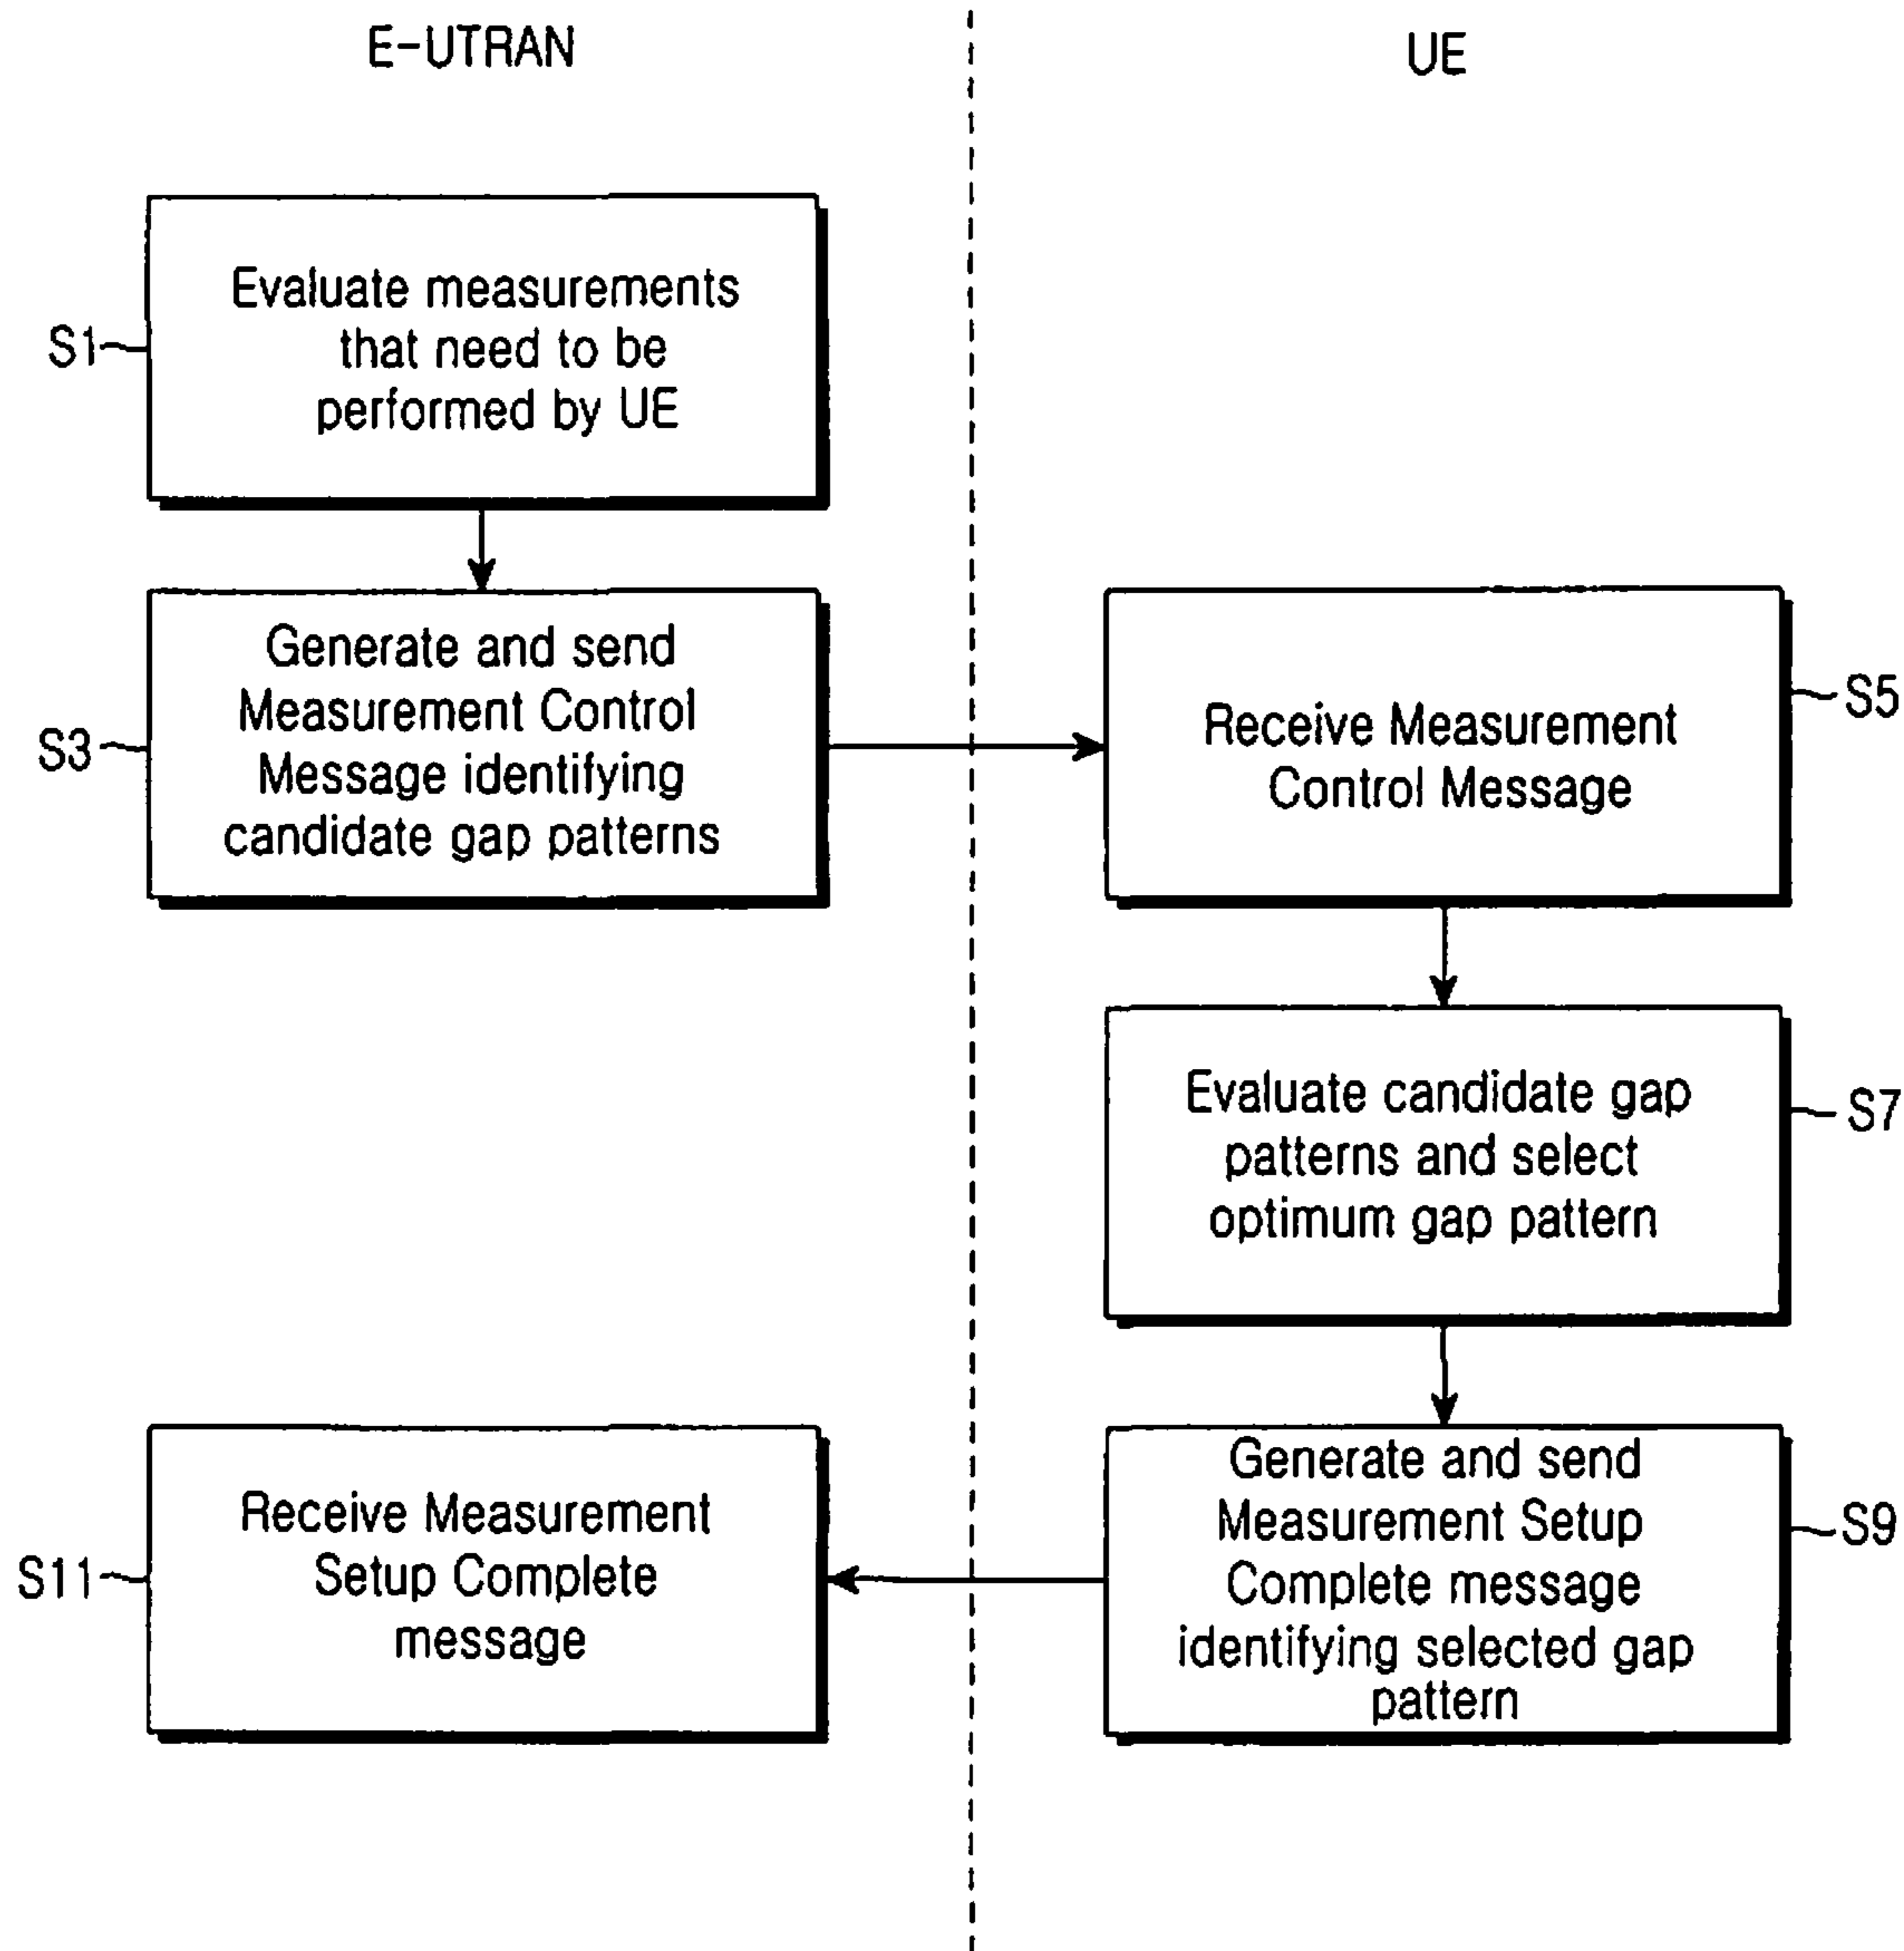 E-UTRAN
UE
Evaluate measurements
that need to be
performed by UE
S1
Generate and send
Measurement Control
Message identifying
candidate gap patterns
S3
Receive Measurement
Control Message
S5
Evaluate candidate gap
patterns and select
optimum gap pattern
S7
Generate and send
Measurement Setup
Complete message
identifying selected gap
pattern
S9
Receive Measurement
Setup Complete
message
S11